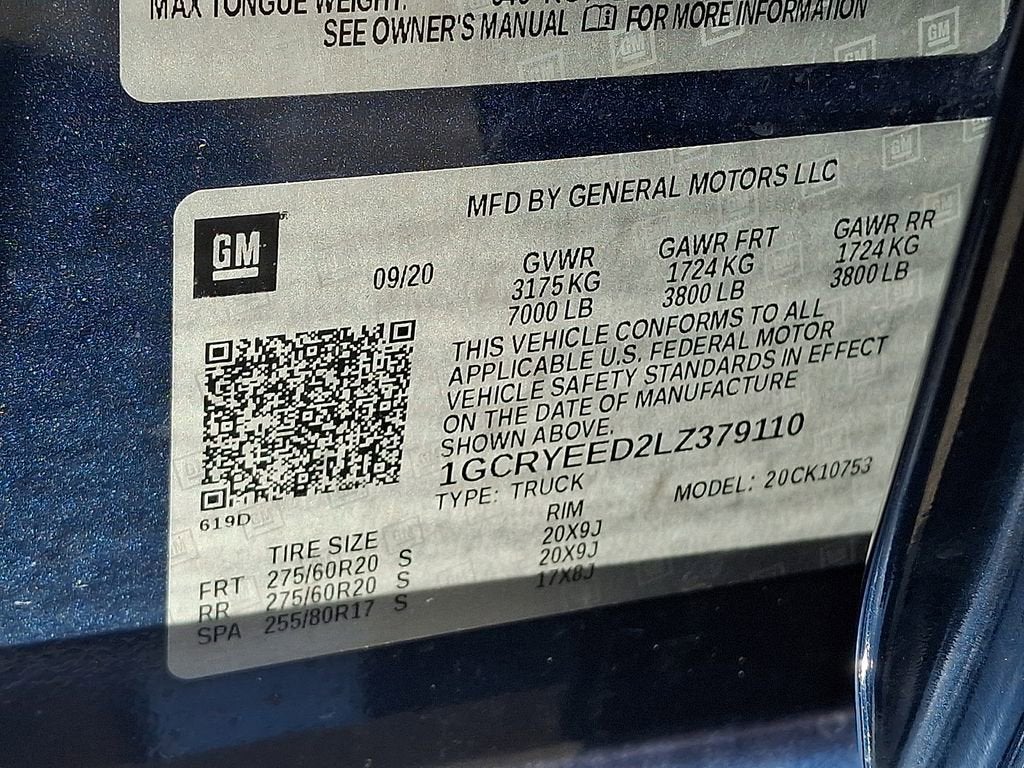 MAX TONGUE WEIGHT:
SEE OWNER'S MANUAL FOR MORE INFORMATION
MFD BY GENERAL MOTORS LLC
GM
09/20
GVWR
3175 KG
7000 LB
GAWR FRT
1724 KG
3800 LB
GAWR RR
1724 KG
3800 LB
THIS VEHICLE CONFORMS TO ALL
APPLICABLE U.S. FEDERAL MOTOR
VEHICLE SAFETY STANDARDS IN EFFECT
ON THE DATE OF MANUFACTURE
SHOWN ABOVE.
1GCRYEED2LZ379110
TYPE: TRUCK MODEL: 20CK10753
619D
TIRE SIZE RIM
FRT 275/60R20 S 20X9J
RR 275/60R20 S 20X9J
SPA 255/80R17 S 17X8J